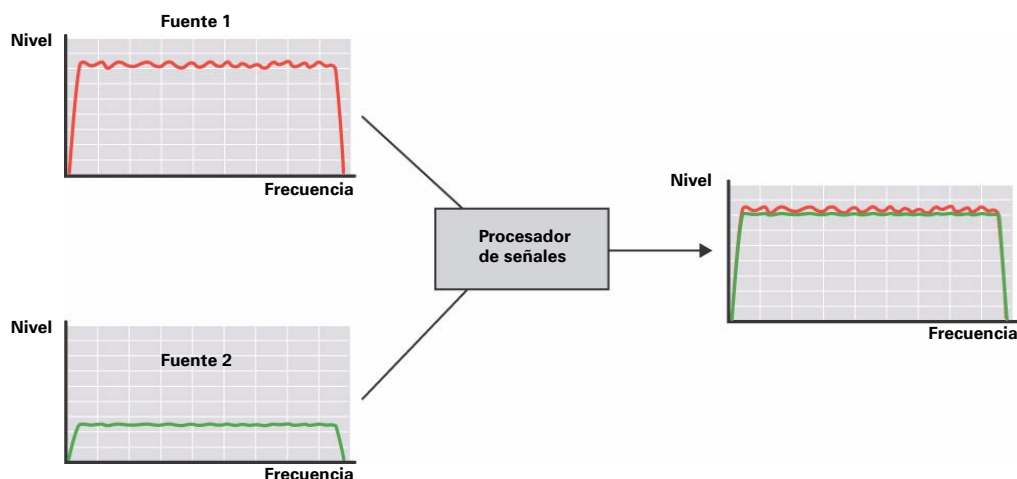 Fuente 1
Nivel
Frecuencia
Nivel
Procesador
de señales
Frecuencia
Nivel
Fuente 2
Frecuencia